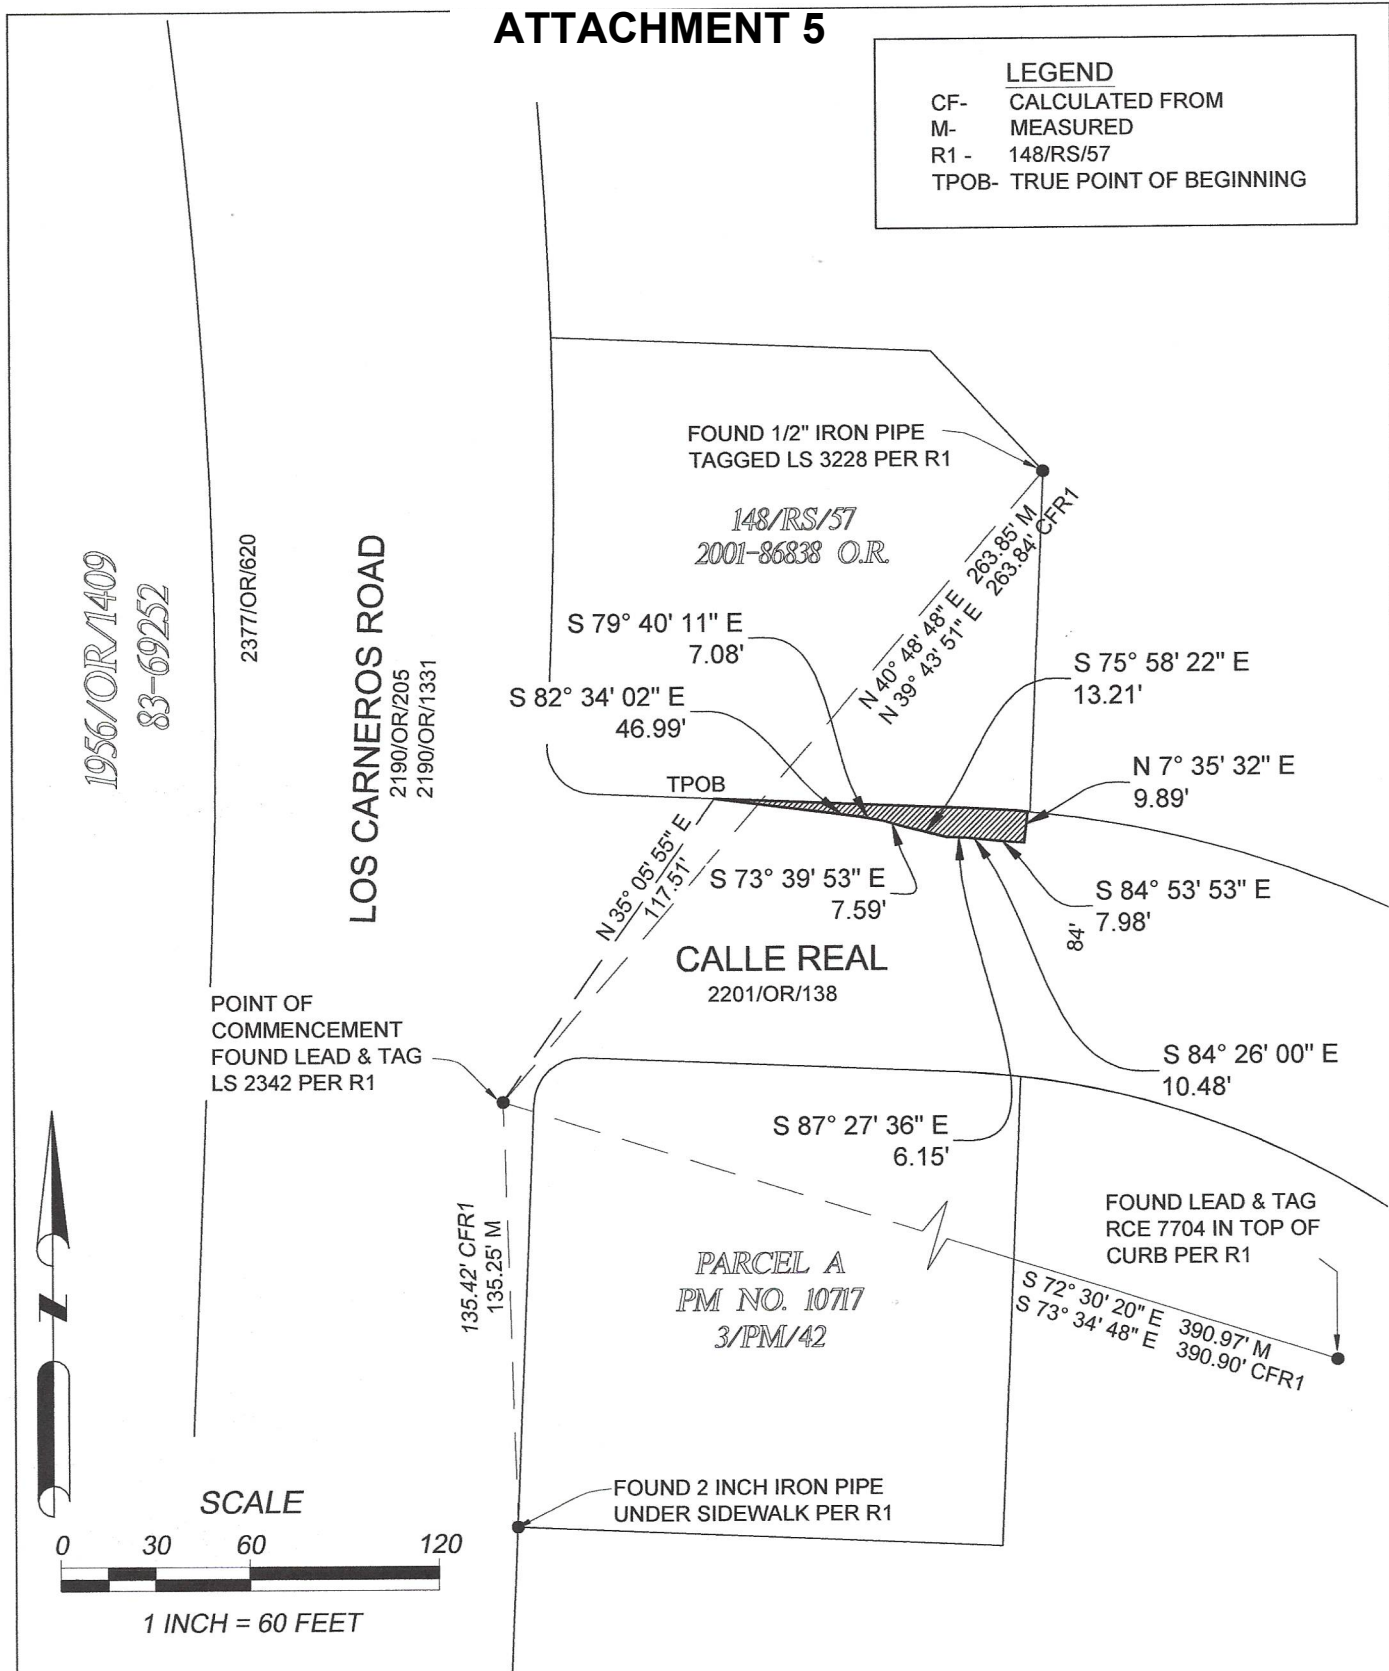 ATTACHMENT 5
LEGEND
CF- CALCULATED FROM
M- MEASURED
R1 - 148/RS/57
TPOB- TRUE POINT OF BEGINNING
FOUND 1/2" IRON PIPE
TAGGED LS 3228 PER R1
148/RS/57
2001-86838 O.R.
N 40° 48' 48" E 263.85' M
N 39° 43' 51" E 263.84' CFR1
1956/OR/1409
83-69252
2377/OR/620
LOS CARNEROS ROAD
2190/OR/205
2190/OR/1331
S 79° 40' 11" E
7.08'
S 82° 34' 02" E
46.99'
S 75° 58' 22" E
13.21'
N 7° 35' 32" E
9.89'
TPOB
N 35° 05' 55" E
117.51'
S 73° 39' 53" E
7.59'
S 84° 53' 53" E
7.98'
84'
CALLE REAL
2201/OR/138
POINT OF
COMMENCEMENT
FOUND LEAD & TAG
LS 2342 PER R1
S 84° 26' 00" E
10.48'
S 87° 27' 36" E
6.15'
135.42' CFR1
135.25' M
PARCEL A
PM NO. 10717
3/PM/42
FOUND LEAD & TAG
RCE 7704 IN TOP OF
CURB PER R1
S 72° 30' 20" E 390.97' M
S 73° 34' 48" E 390.90' CFR1
N
FOUND 2 INCH IRON PIPE
UNDER SIDEWALK PER R1
SCALE
0 30 60 120
1 INCH = 60 FEET